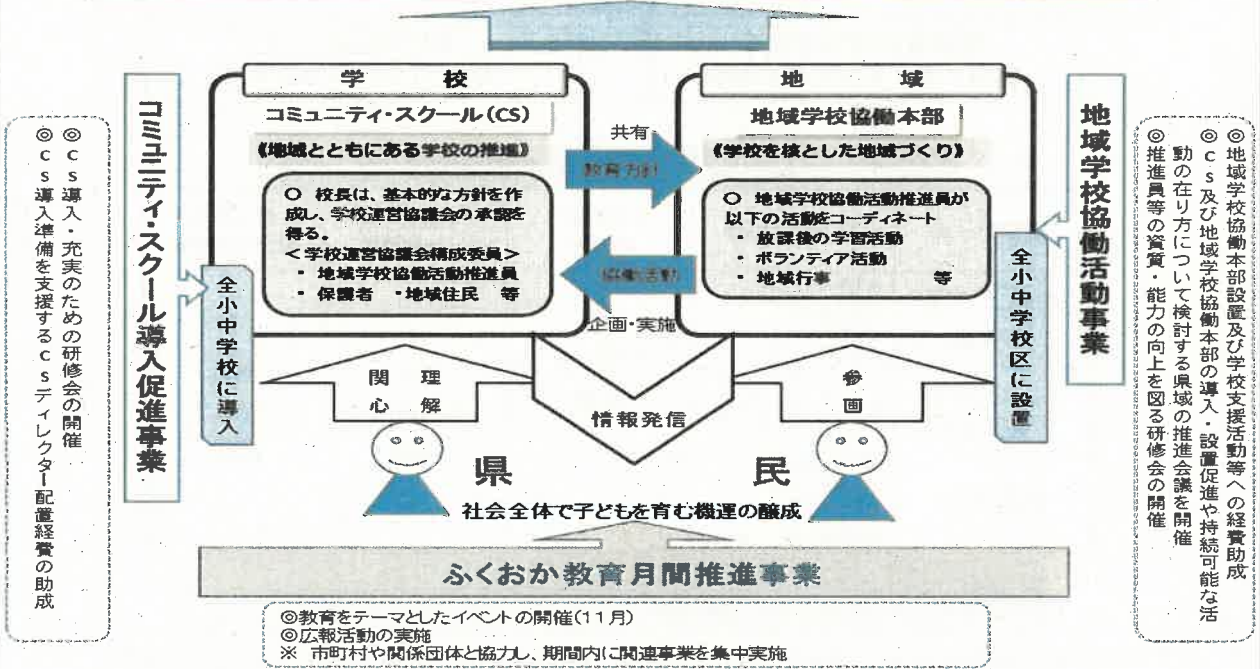 学校
コミュニティ・スクール(CS)
《地域とともにある学校の推進》
○ 校長は、基本的な方針を作
成し、学校運営協議会の承認を
得る。
＜学校運営協議会構成委員＞
・ 地域学校協働活動推進員
・ 保護者 ・地域住民 等
共有
教育方針
協働活動
企画・実施
地域
地域学校協働本部
《学校を核とした地域づくり》
○ 地域学校協働活動推進員が
以下の活動をコーディネート
・ 放課後の学習活動
・ ボランティア活動
・ 地域行事 等
コミュニティ・スクール導入促進事業
全小中学校に導入
◎CS導入・充実のための研修会の開催
◎CS導入準備を支援するCSディレクター配置経費の助成
地域学校協働活動事業
全小中学校区に設置
◎地域学校協働本部設置及び学校支援活動等への経費助成
◎CS及び地域学校協働本部の導入・設置促進や持続可能な活
動の在り方について検討する県域の推進会議を開催
◎推進員等の資質・能力の向上を図る研修会の開催
関心
理解
情報発信
参画
県民
社会全体で子どもを育む機運の醸成
ふくおか教育月間推進事業
◎教育をテーマとしたイベントの開催(11月)
◎広報活動の実施
※ 市町村や関係団体と協力し、期間内に関連事業を集中実施